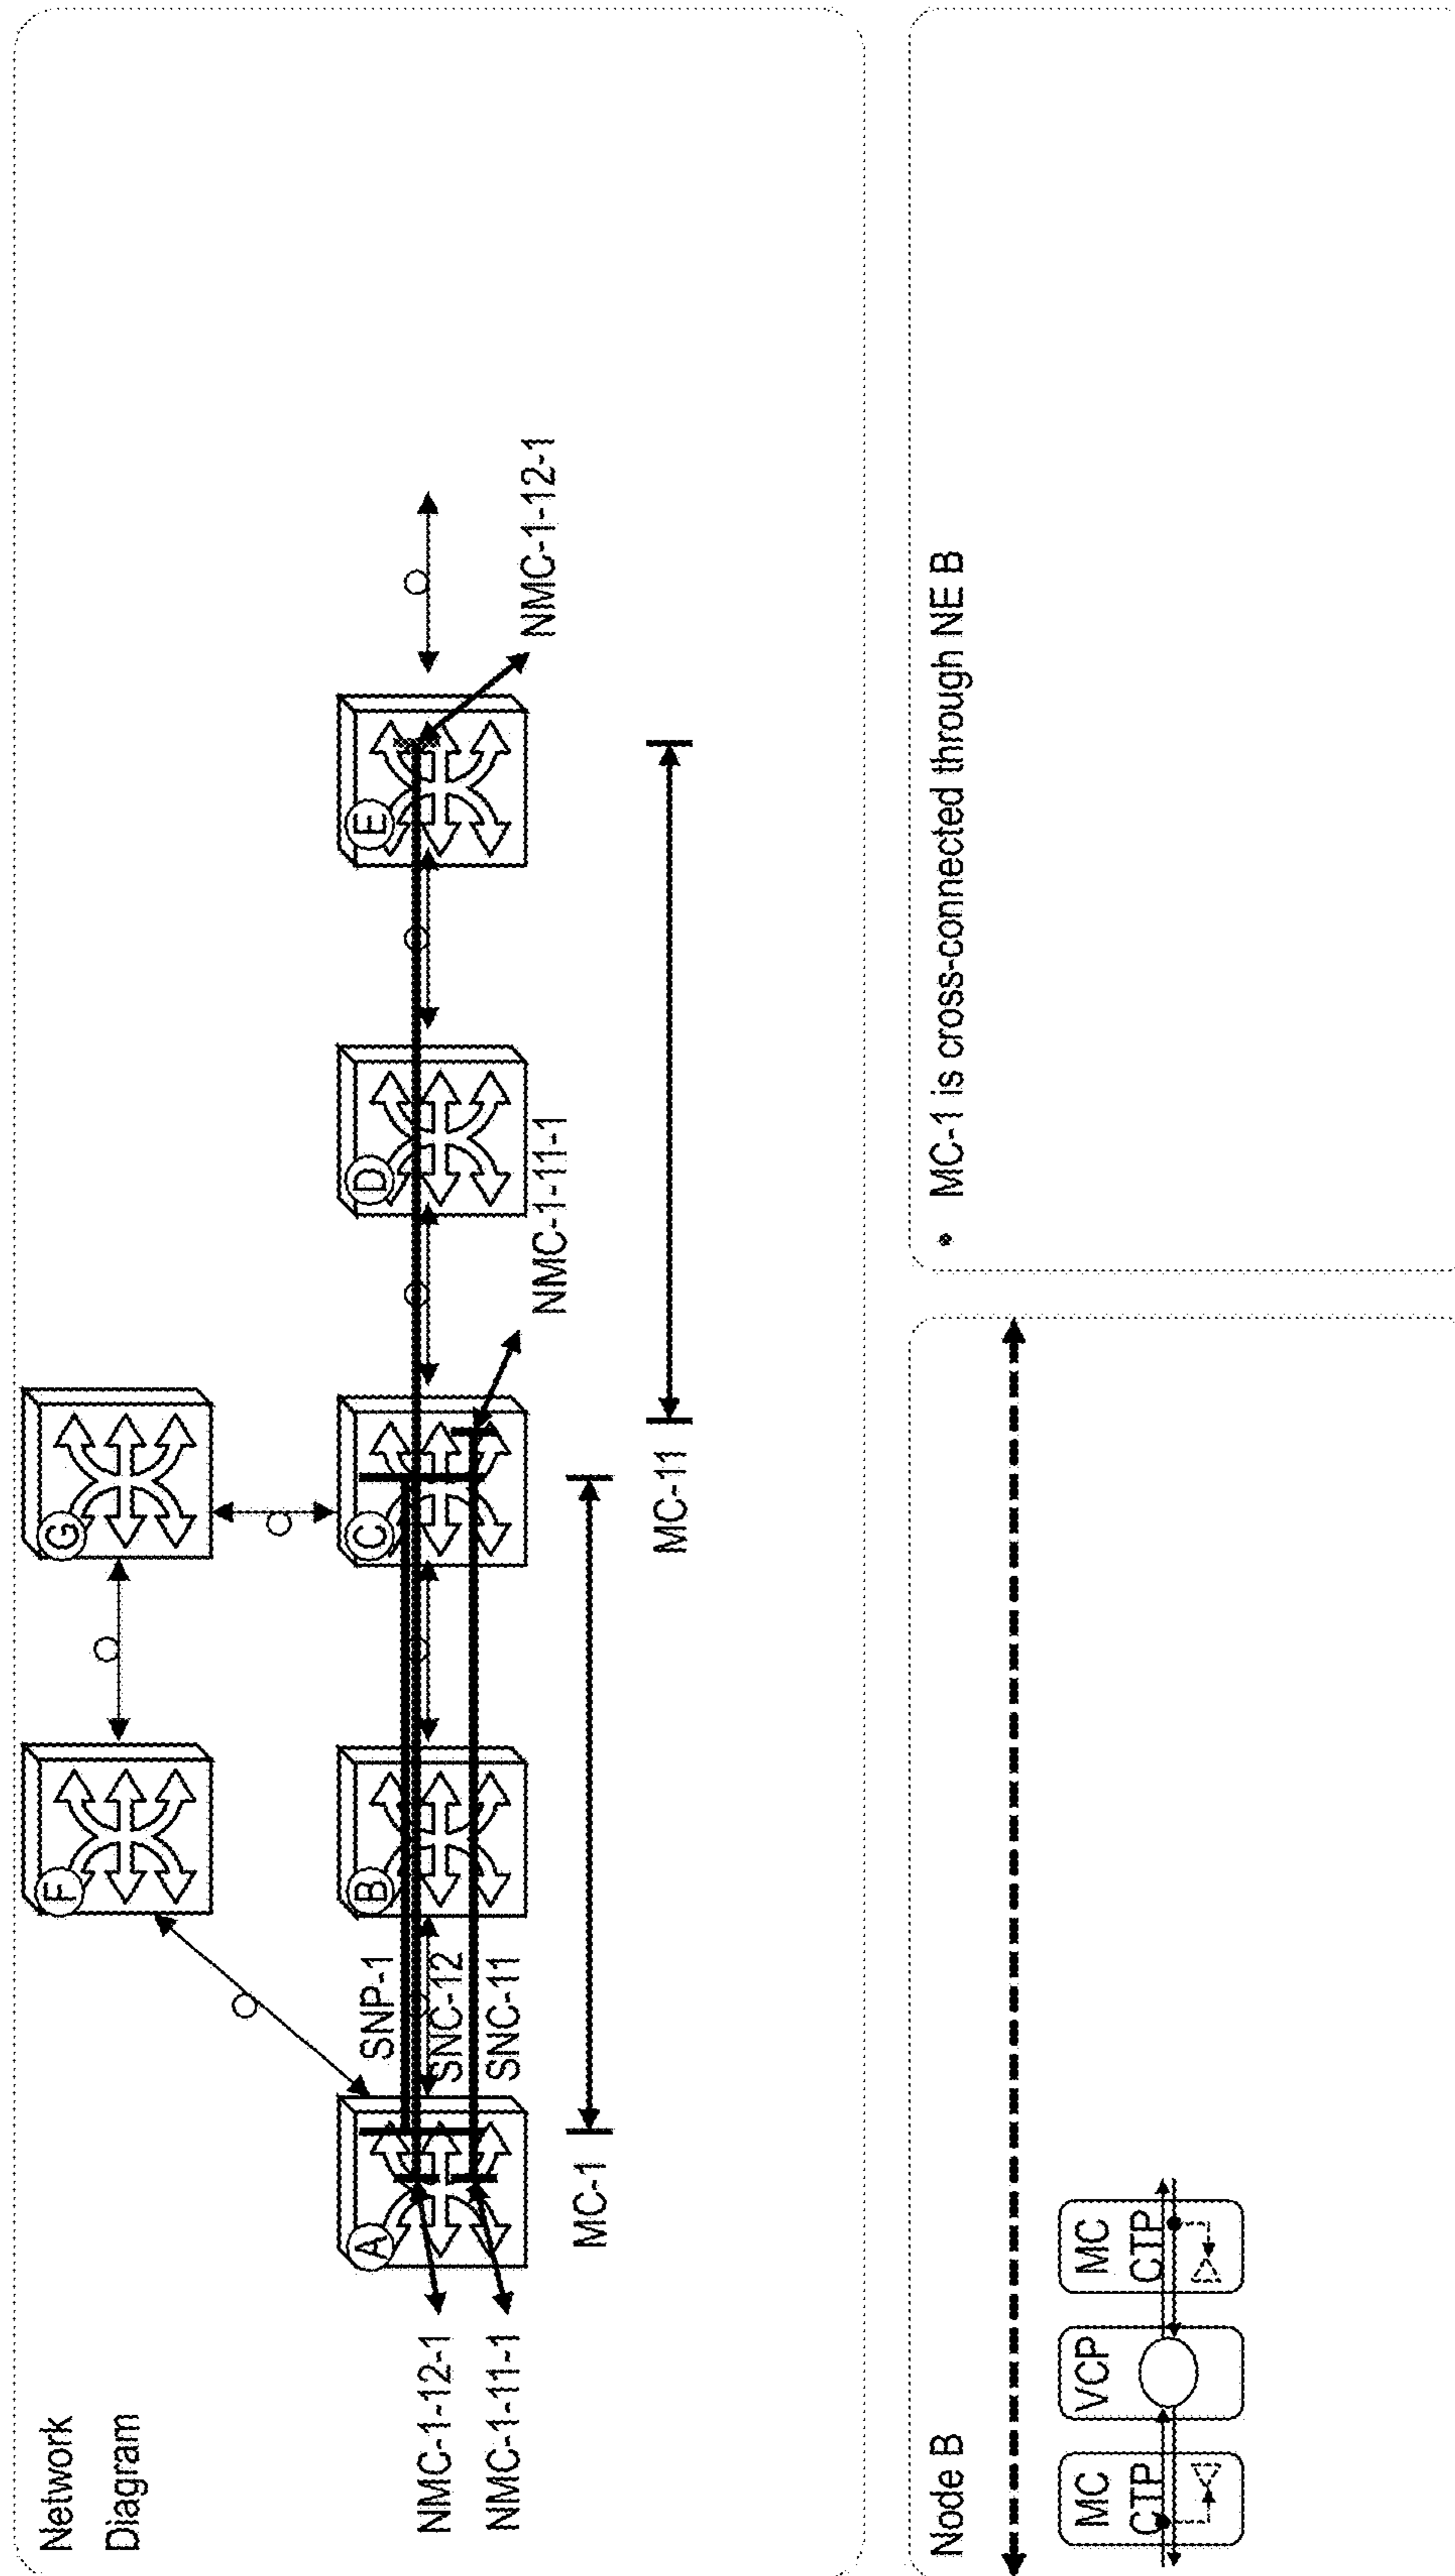 Network
Diagram
F
G
A
B
C
D
E
SNP-1
SNC-12
SNC-11
NMC-1-12-1
NMC-1-11-1
NMC-1-11-1
NMC-1-12-1
MC-1
MC-11
Node B
MC
CTP
VCP
MC
CTP
• MC-1 is cross-connected through NE B